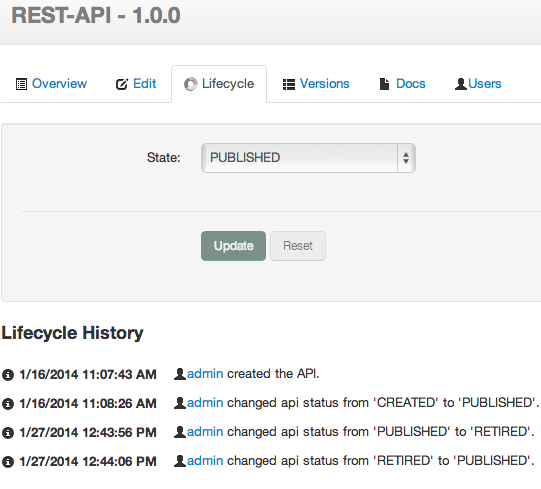 REST-API - 1.0.0
Overview Edit Lifecycle Versions Docs Users
State: PUBLISHED
Update Reset
Lifecycle History
1/16/2014 11:07:43 AM admin created the API.
1/16/2014 11:08:26 AM admin changed api status from 'CREATED' to 'PUBLISHED'.
1/27/2014 12:43:56 PM admin changed api status from 'PUBLISHED' to 'RETIRED'.
1/27/2014 12:44:06 PM admin changed api status from 'RETIRED' to 'PUBLISHED'.